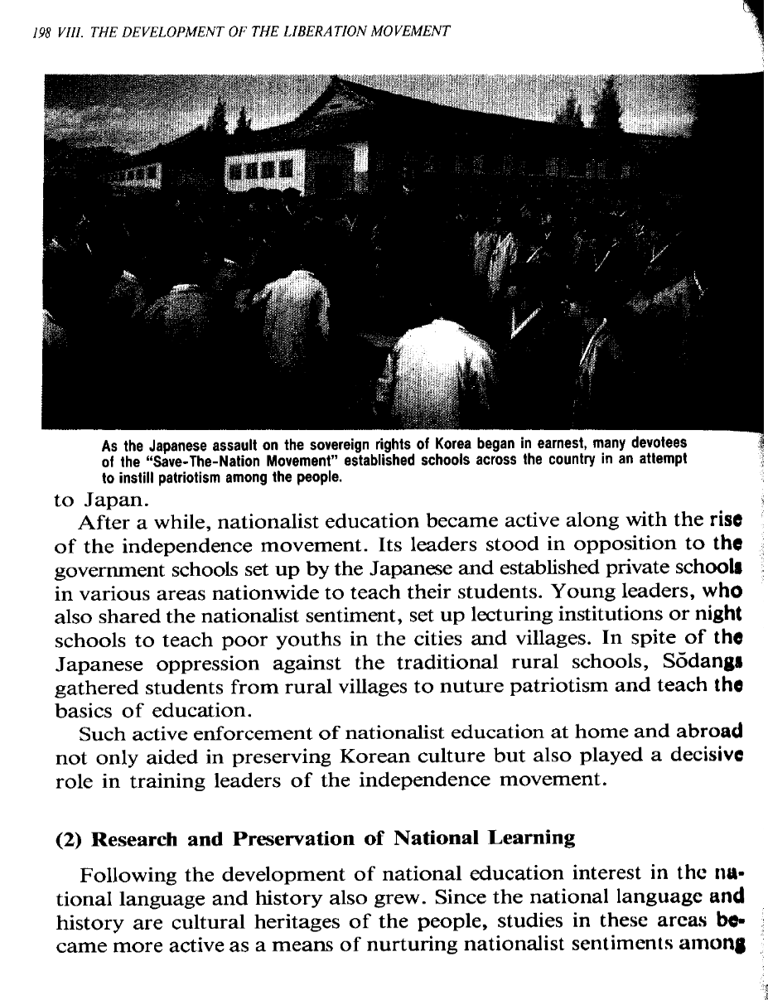 198 VIII. THE DEVELOPMENT OF THE LIBERATION MOVEMENT
As the Japanese assault on the sovereign rights of Korea began in earnest, many devotees
of the “Save-The-Nation Movement” established schools across the country in an attempt
to instill patriotism among the people.
to Japan.
After a while, nationalist education became active along with the rise
of the independence movement. Its leaders stood in opposition to the
government schools set up by the Japanese and established private schools
in various areas nationwide to teach their students. Young leaders, who
also shared the nationalist sentiment, set up lecturing institutions or night
schools to teach poor youths in the cities and villages. In spite of the
Japanese oppression against the traditional rural schools, Sōdangs
gathered students from rural villages to nuture patriotism and teach the
basics of education.
Such active enforcement of nationalist education at home and abroad
not only aided in preserving Korean culture but also played a decisive
role in training leaders of the independence movement.
(2) Research and Preservation of National Learning
Following the development of national education interest in the na-
tional language and history also grew. Since the national language and
history are cultural heritages of the people, studies in these areas be-
came more active as a means of nurturing nationalist sentiments among